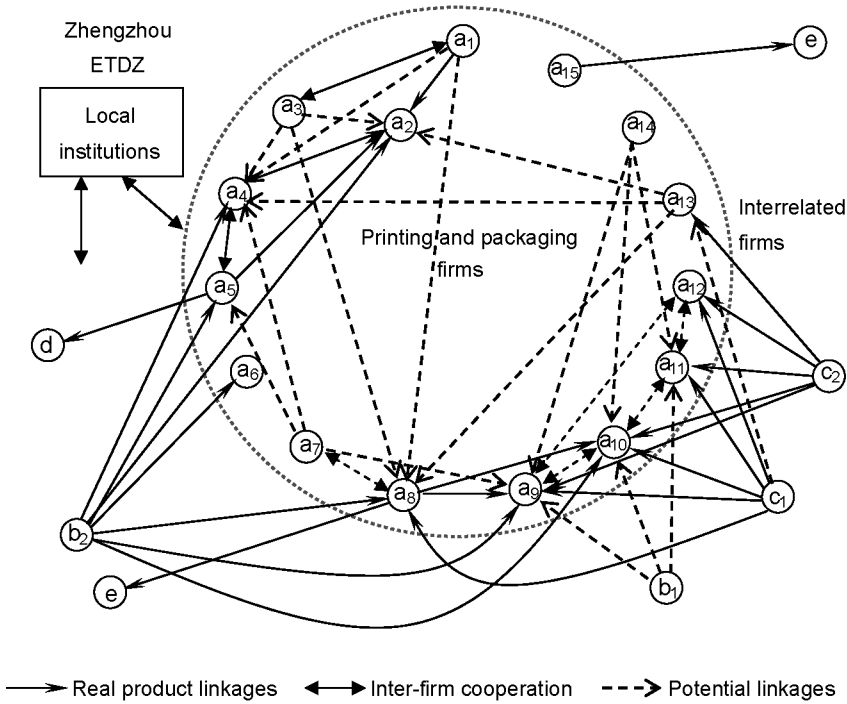 Zhengzhou
ETDZ
Local
institutions
a1
a15
e
a3
a2
a14
a4
a13
Interrelated
firms
Printing and packaging
firms
a5
a12
d
a6
a11
c2
a7
a10
a8
a9
c1
b2
e
b1
Real product linkages
Inter-firm cooperation
Potential linkages